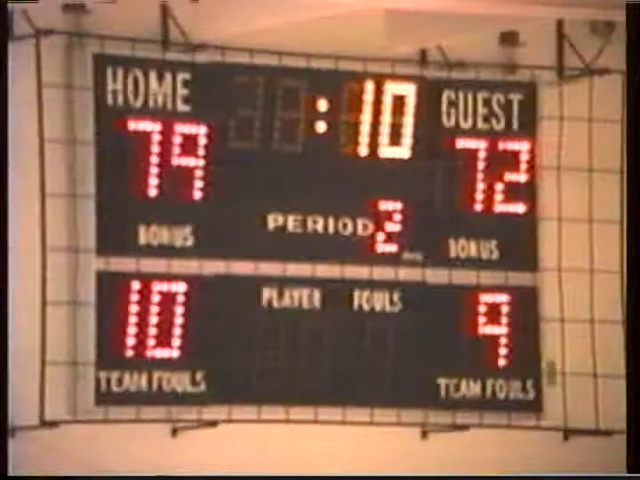 HOME :10 GUEST
79 72
PERIOD 2
BONUS BONUS
10 PLAYER FOULS 9
TEAM FOULS TEAM FOULS